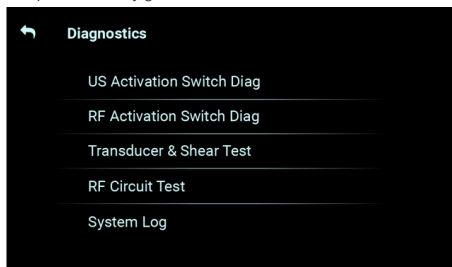 Diagnostics
US Activation Switch Diag
RF Activation Switch Diag
Transducer & Shear Test
RF Circuit Test
System Log